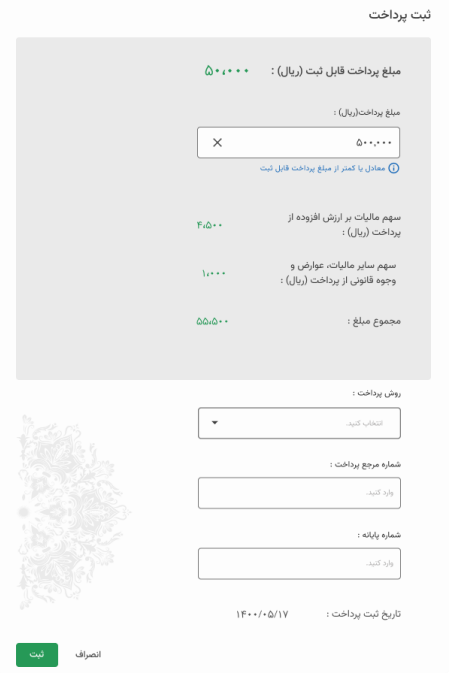 ثبت پرداخت
مبلغ پرداخت قابل ثبت (ریال) : ۵۰،۰۰۰
مبلغ پرداخت(ریال) :
۵۰۰,۰۰۰
معادل یا کمتر از مبلغ پرداخت قابل ثبت
سهم مالیات بر ارزش افزوده از
پرداخت (ریال) : ۴،۵۰۰
سهم سایر مالیات، عوارض و
وجوه قانونی از پرداخت (ریال) : ۱،۰۰۰
مجموع مبلغ : ۵۵،۵۰۰
روش پرداخت :
انتخاب کنید.
شماره مرجع پرداخت :
وارد کنید.
شماره پایانه :
وارد کنید.
تاریخ ثبت پرداخت : ۱۴۰۰/۰۵/۱۷
انصراف
ثبت